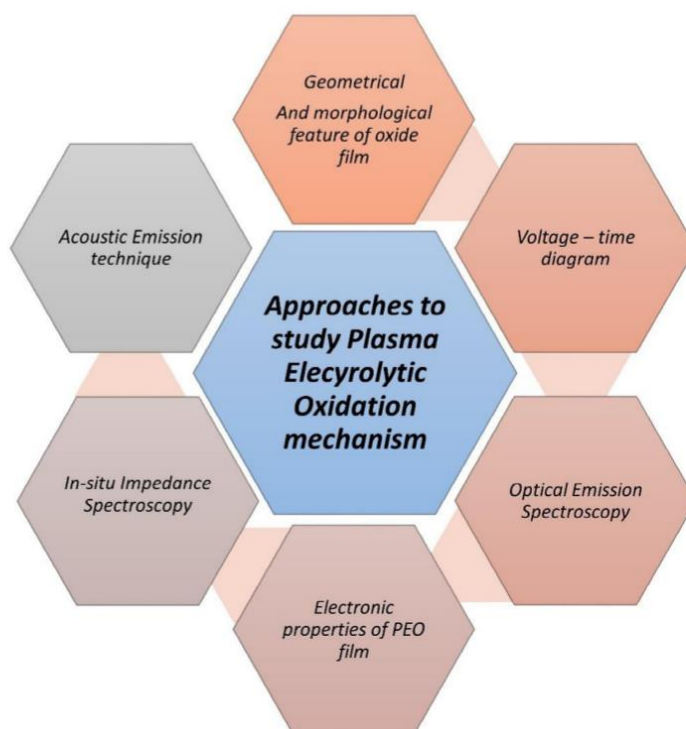 Geometrical
And morphological
feature of oxide
film
Voltage – time
diagram
Optical Emission
Spectroscopy
Electronic
properties of PEO
film
In-situ Impedance
Spectroscopy
Acoustic Emission
technique
Approaches to
study Plasma
Elecyrolytic
Oxidation
mechanism